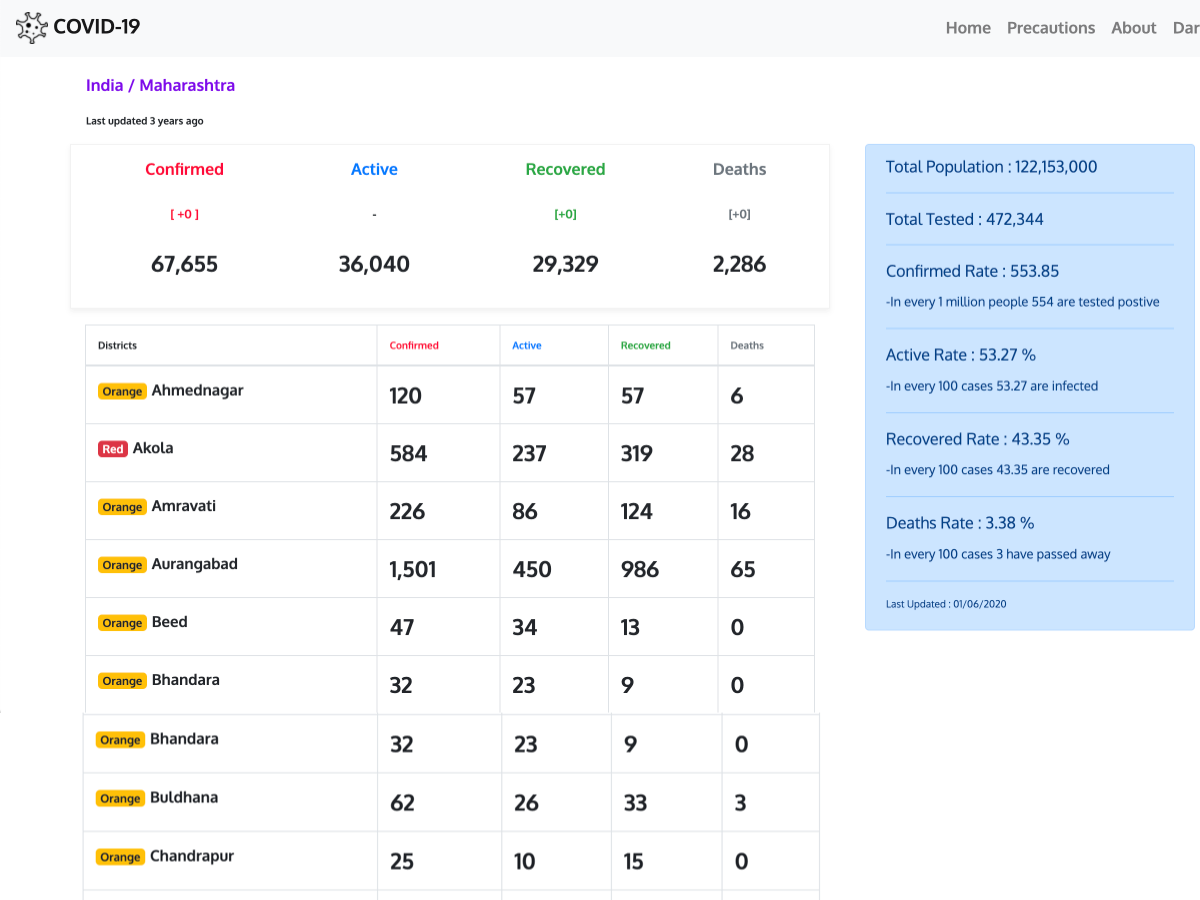 COVID-19
Home Precautions About Dar
India / Maharashtra
Last updated 3 years ago
Confirmed Active Recovered Deaths
[ +0 ] - [+0] [+0]
67,655 36,040 29,329 2,286
Districts Confirmed Active Recovered Deaths
Orange Ahmednagar 120 57 57 6
Red Akola 584 237 319 28
Orange Amravati 226 86 124 16
Orange Aurangabad 1,501 450 986 65
Orange Beed 47 34 13 0
Orange Bhandara 32 23 9 0
Orange Bhandara 32 23 9 0
Orange Buldhana 62 26 33 3
Orange Chandrapur 25 10 15 0
Total Population : 122,153,000
Total Tested : 472,344
Confirmed Rate : 553.85
-In every 1 million people 554 are tested postive
Active Rate : 53.27 %
-In every 100 cases 53.27 are infected
Recovered Rate : 43.35 %
-In every 100 cases 43.35 are recovered
Deaths Rate : 3.38 %
-In every 100 cases 3 have passed away
Last Updated : 01/06/2020